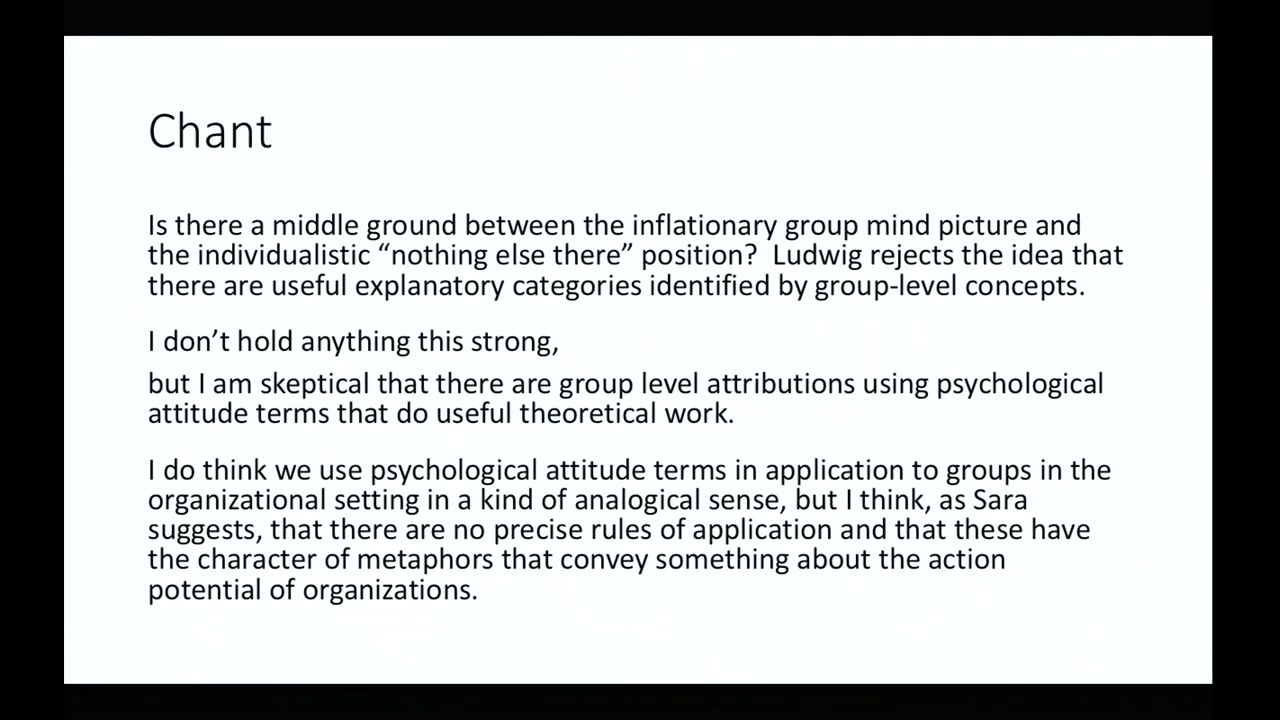 Chant
Is there a middle ground between the inflationary group mind picture and
the individualistic “nothing else there” position?  Ludwig rejects the idea that
there are useful explanatory categories identified by group-level concepts.
I don’t hold anything this strong,
but I am skeptical that there are group level attributions using psychological
attitude terms that do useful theoretical work.
I do think we use psychological attitude terms in application to groups in the
organizational setting in a kind of analogical sense, but I think, as Sara
suggests, that there are no precise rules of application and that these have
the character of metaphors that convey something about the action
potential of organizations.